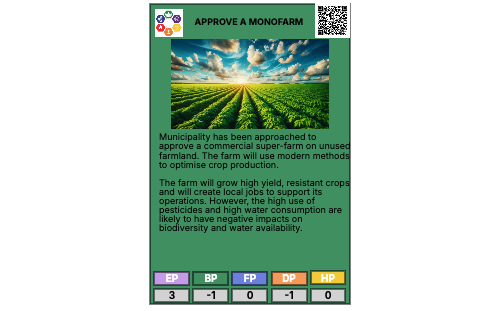 APPROVE A MONOFARM
Municipality has been approached to
approve a commercial super-farm on unused
farmland. The farm will use modern methods
to optimise crop production.
The farm will grow high yield, resistant crops
and will create local jobs to support its
operations. However, the high use of
pesticides and high water consumption are
likely to have negative impacts on
biodiversity and water availability.
EP BP FP DP HP
3 -1 0 -1 0